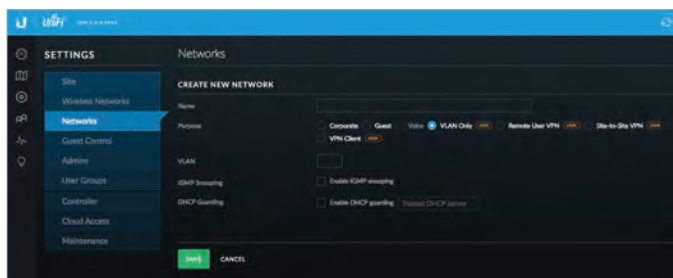 U UniFi
SETTINGS
Site
Wireless Networks
Networks
Guest Control
Admins
User Groups
Controller
Cloud Access
Maintenance
Networks
CREATE NEW NETWORK
Name
Purpose
Corporate Guest Voice VLAN Only Remote User VPN Site-to-Site VPN
VPN Client
VLAN
IGMP Snooping Enable IGMP snooping
DHCP Guarding Enable DHCP guarding Trusted DHCP server
SAVE CANCEL